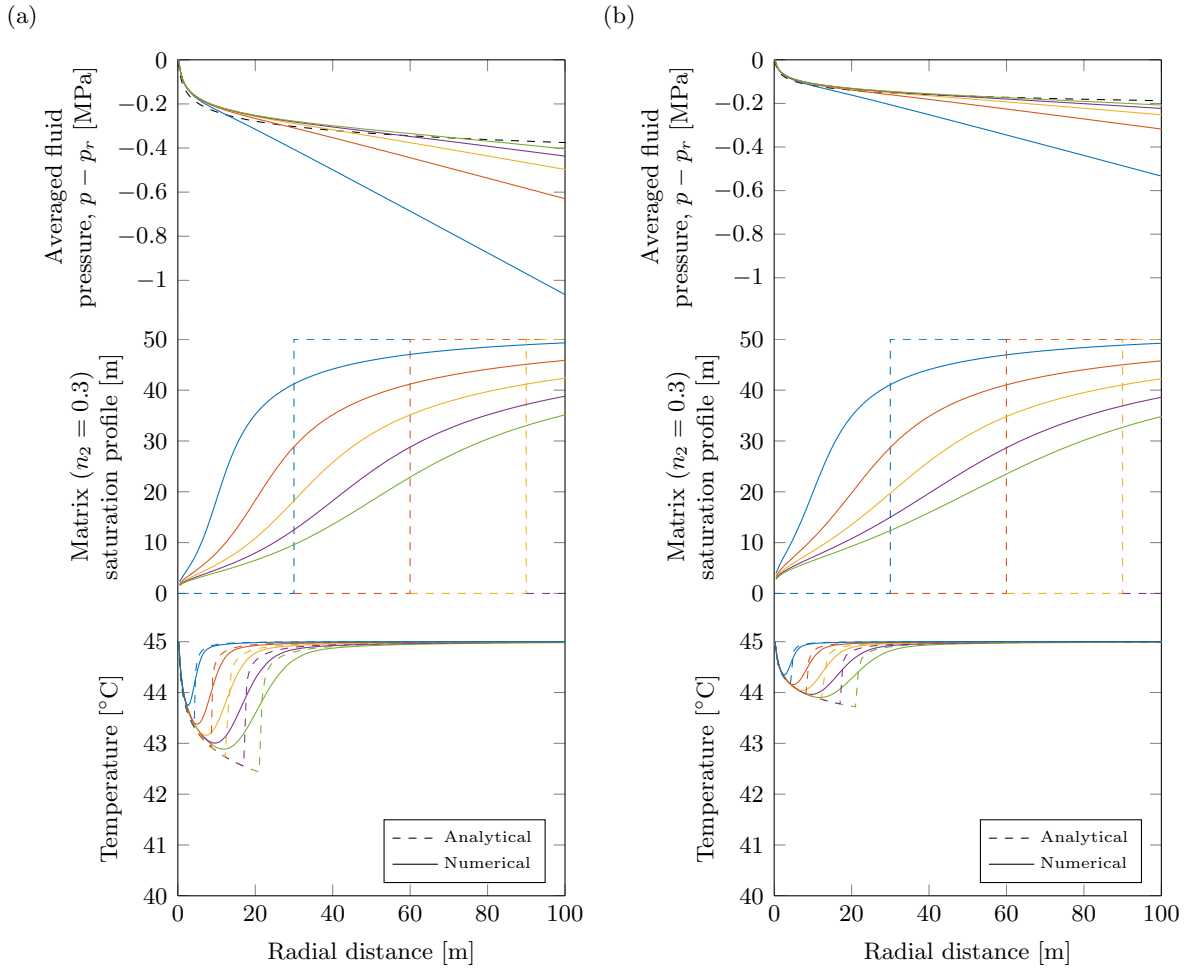 (a)
0
−0.2
−0.4
−0.6
−0.8
−1
Averaged fluid
pressure, p − p_r [MPa]
50
40
30
20
10
0
Matrix (n_2 = 0.3)
saturation profile [m]
45
44
43
42
41
40
Temperature [°C]
Analytical
Numerical
0 20 40 60 80 100
Radial distance [m]
(b)
0
−0.2
−0.4
−0.6
−0.8
−1
Averaged fluid
pressure, p − p_r [MPa]
50
40
30
20
10
0
Matrix (n_2 = 0.3)
saturation profile [m]
45
44
43
42
41
40
Temperature [°C]
Analytical
Numerical
0 20 40 60 80 100
Radial distance [m]